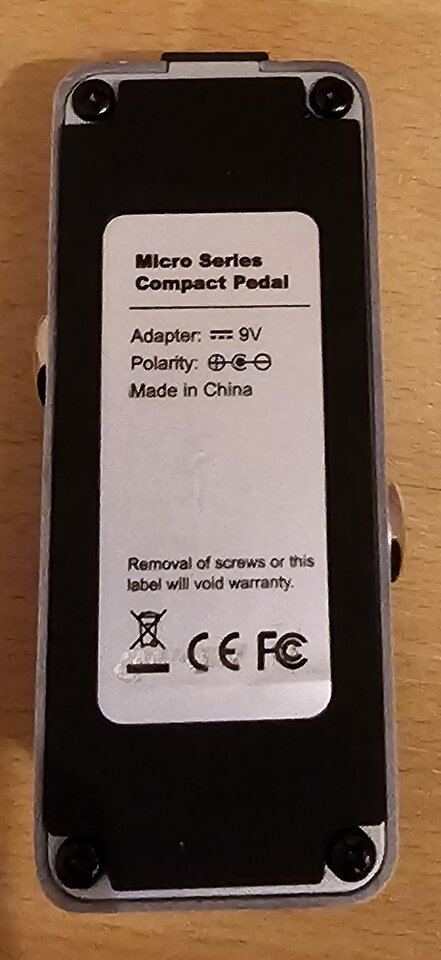 Micro Series
Compact Pedal
Adapter: ⎓ 9V
Polarity: ⊕-C-⊖
Made in China
Removal of screws or this
label will void warranty.
CE FC